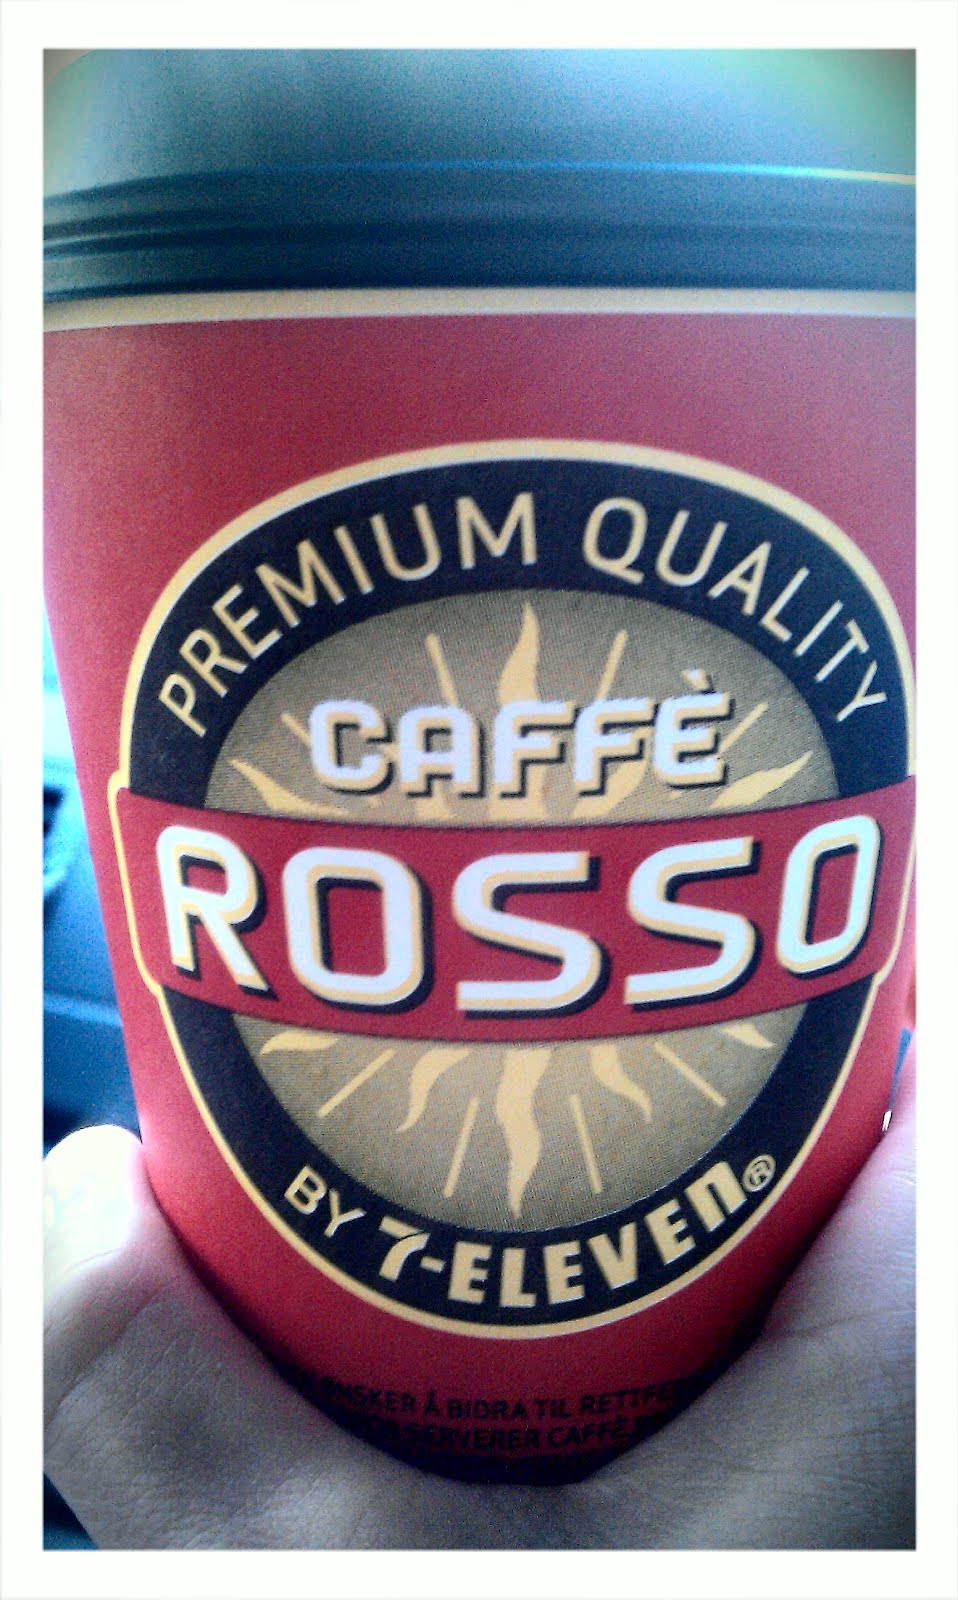 PREMIUM QUALITY
CAFFÈ
ROSSO
BY 7-ELEVEn®
ØNSKER Å BIDRA TIL
SERVERER CAFFÈ